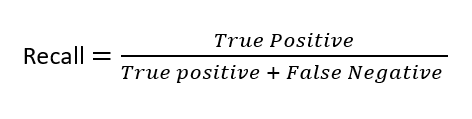 Recall = True Positive
True positive + False Negative